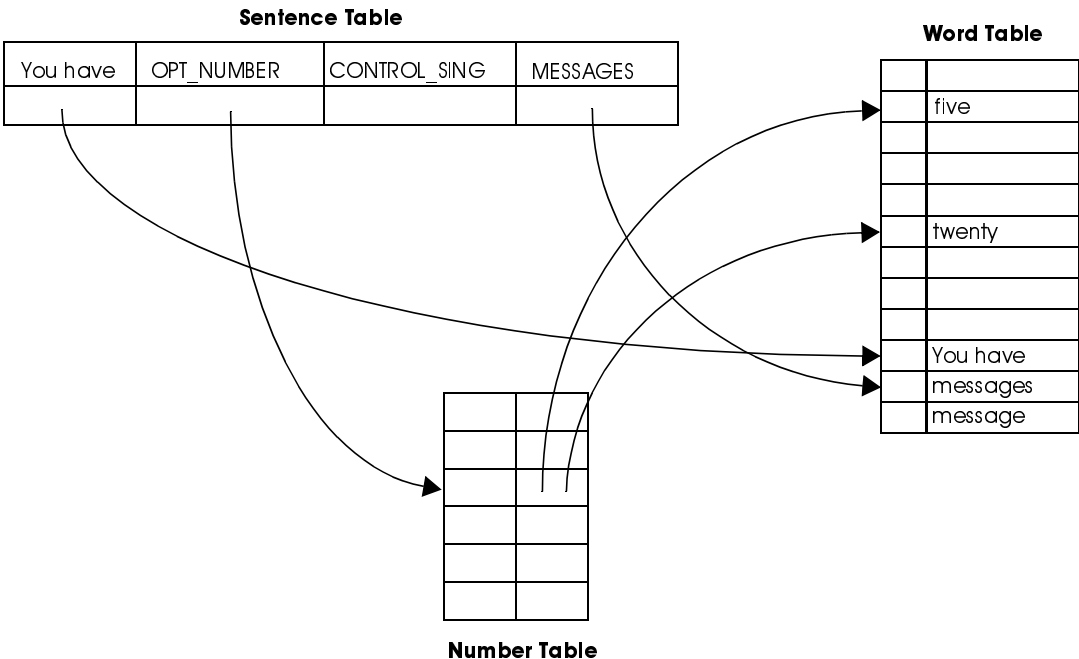 Sentence Table
You have OPT_NUMBER CONTROL_SING MESSAGES
Word Table
five
twenty
You have
messages
message
Number Table